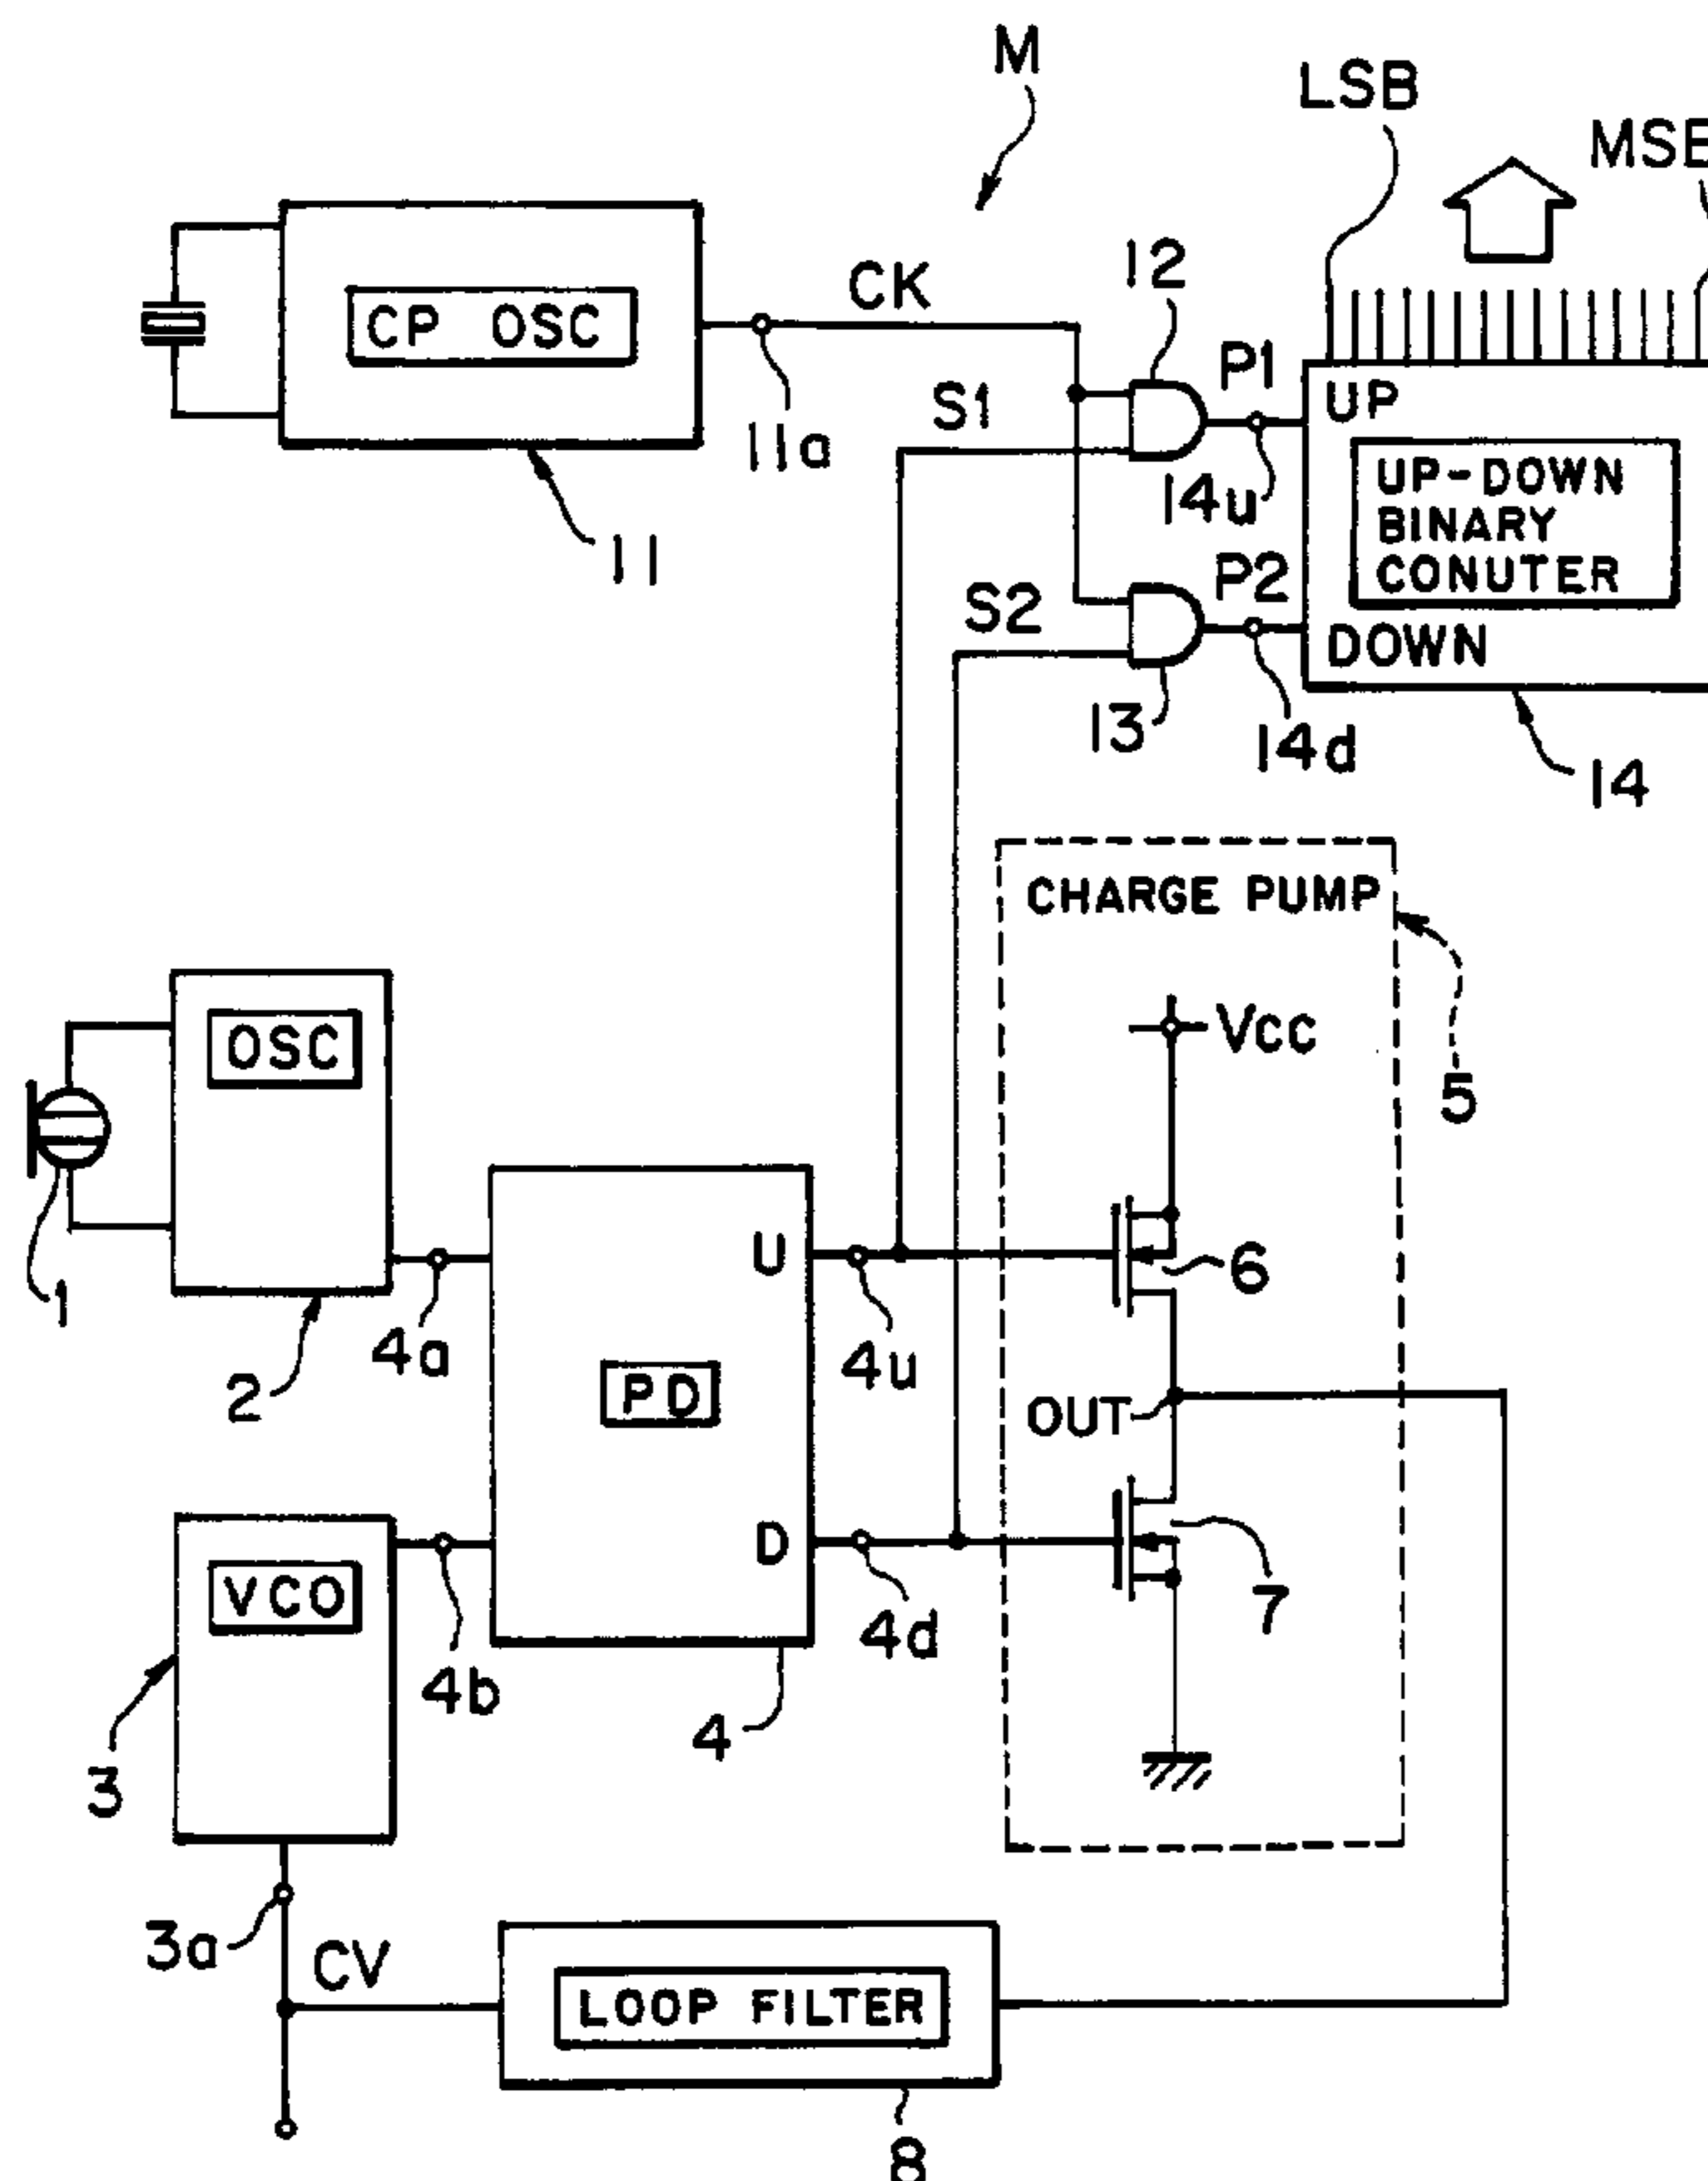 M
LSB
MSB
12
CK
CP OSC
P1
S1
UP
11a
14u
UP-DOWN
BINARY
CONUTER
11
P2
S2
DOWN
13
14d
14
CHARGE PUMP
OSC
VCC
5
U
6
1
4a
4u
2
PD
OUT
D
VCO
7
4d
4b
4
3
3a
CV
LOOP FILTER
8